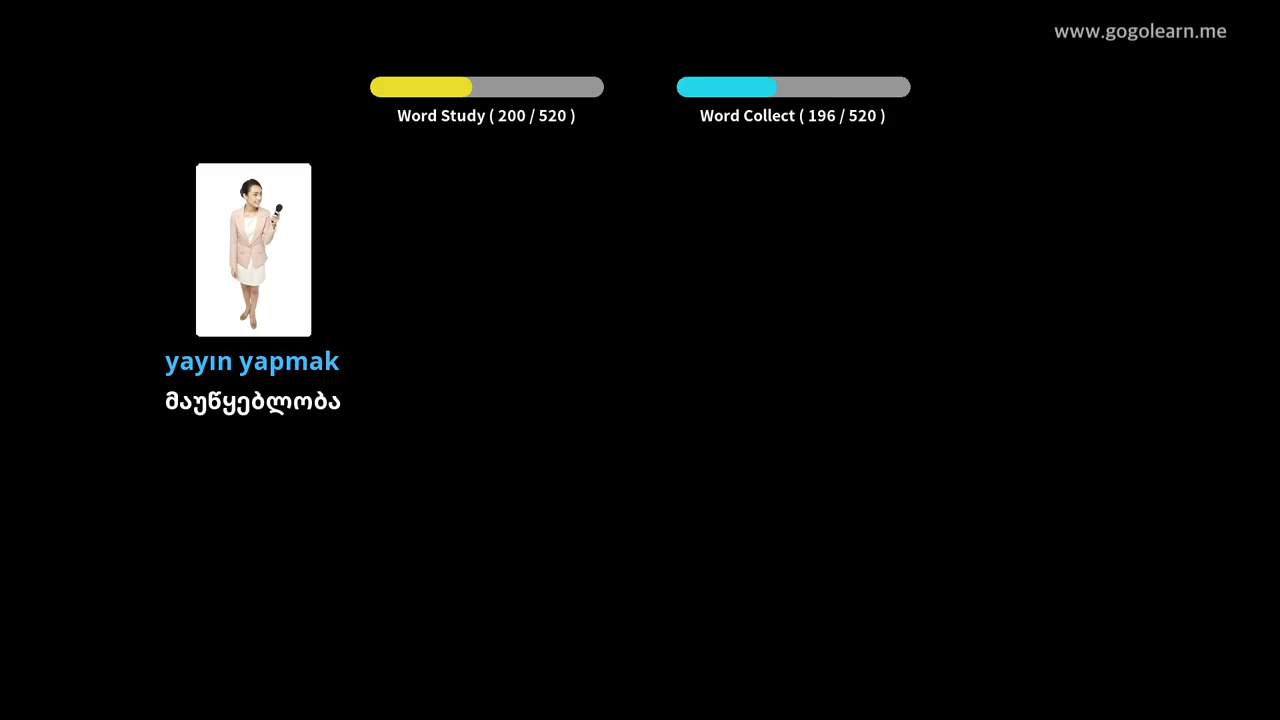 www.gogolearn.me
Word Study ( 200 / 520 )
Word Collect ( 196 / 520 )
yayın yapmak
მაუწყებლობა